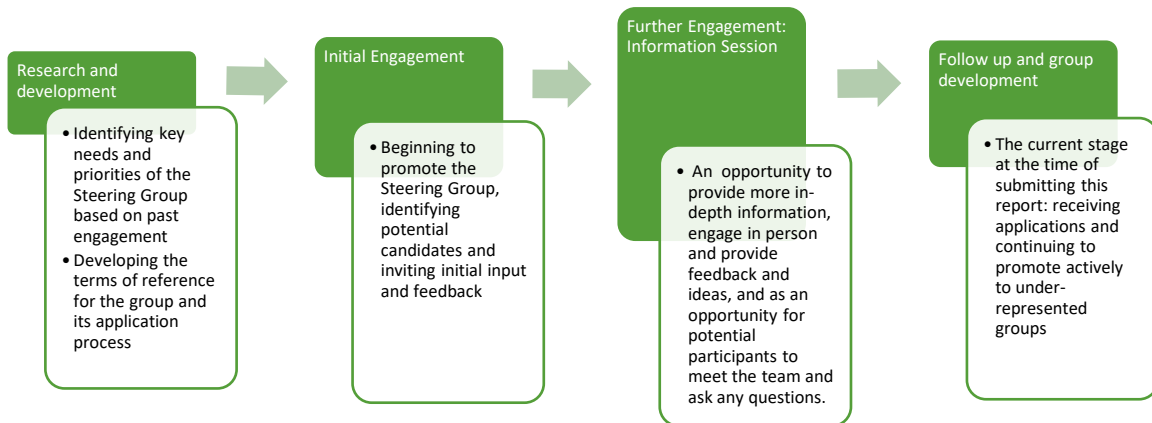 Research and
development
• Identifying key
needs and
priorities of the
Steering Group
based on past
engagement
• Developing the
terms of reference
for the group and
its application
process
Initial Engagement
• Beginning to
promote the
Steering Group,
identifying
potential
candidates and
inviting initial input
and feedback
Further Engagement:
Information Session
• An opportunity to
provide more in-
depth information,
engage in person
and provide
feedback and
ideas, and as an
opportunity for
potential
participants to
meet the team and
ask any questions.
Follow up and group
development
• The current stage
at the time of
submitting this
report: receiving
applications and
continuing to
promote actively
to under-
represented
groups